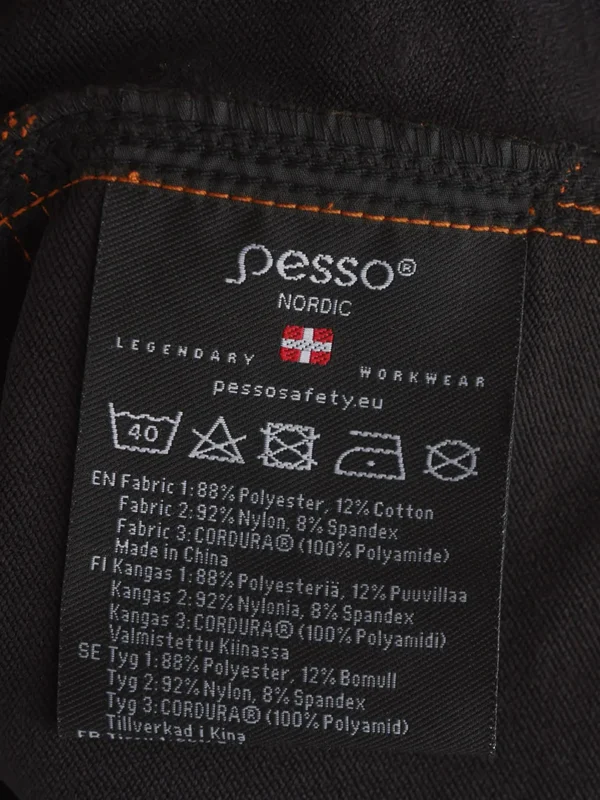 pesso®
NORDIC
LEGENDARY WORKWEAR
pessosafety.eu
40
EN Fabric 1:88% Polyester, 12% Cotton
Fabric 2:92% Nylon, 8% Spandex
Fabric 3:CORDURA® (100% Polyamide)
Made in China
FI Kangas 1:88% Polyesteriä, 12% Puuvillaa
Kangas 2:92% Nylonia, 8% Spandex
Kangas 3:CORDURA® (100% Polyamidi)
Valmistettu Kiinassa
SE Tyg 1:88% Polyester, 12% Bomull
Tyg 2:92% Nylon, 8% Spandex
Tyg 3:CORDURA® (100% Polyamid)
Tillverkad i Kina